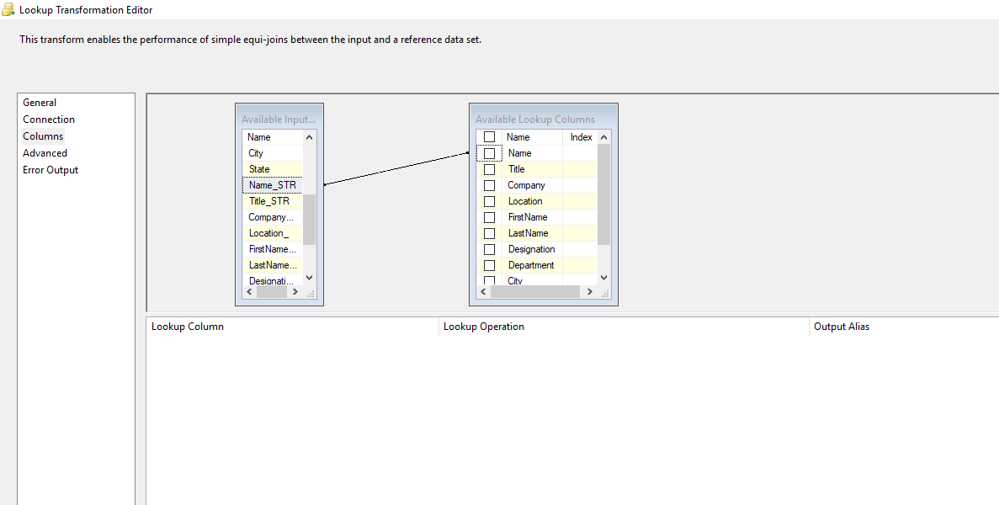 Lookup Transformation Editor
This transform enables the performance of simple equi-joins between the input and a reference data set.
General
Connection
Columns
Advanced
Error Output
Available Input...
Name
City
State
Name_STR
Title_STR
Company...
Location_
FirstName...
LastName...
Designati...
Available Lookup Columns
Name Index
Name
Title
Company
Location
FirstName
LastName
Designation
Department
City
Lookup Column Lookup Operation Output Alias